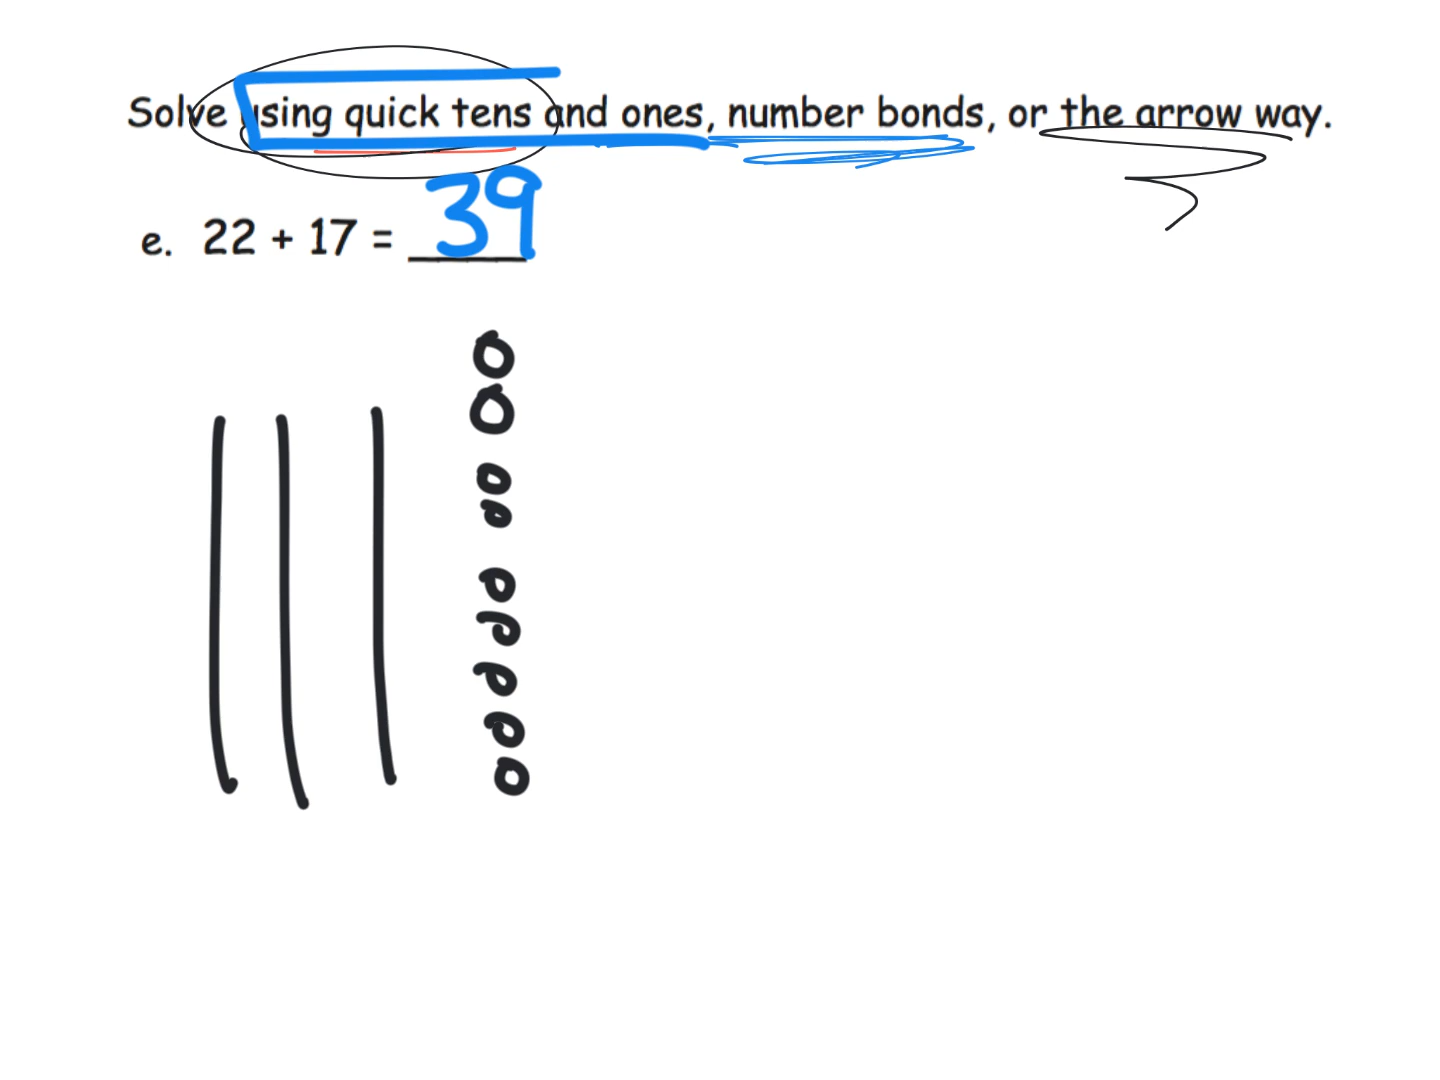 Solve using quick tens and ones, number bonds, or the arrow way.
e. 22 + 17 = 39